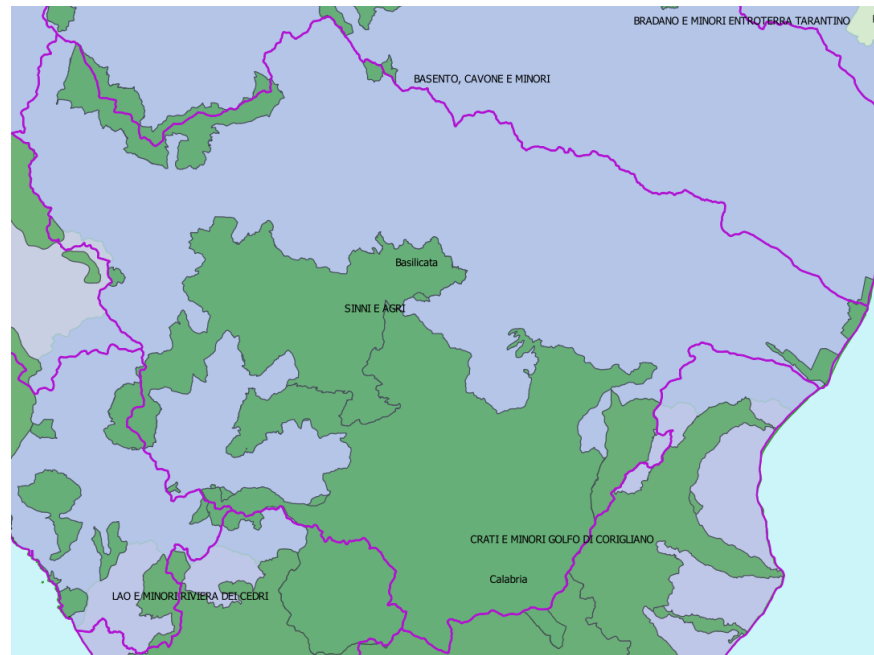 BRADANO E MINORI ENTROTERRA TARANTINO
BASENTO, CAVONE E MINORI
Basilicata
SINNI E AGRI
CRATI E MINORI GOLFO DI CORIGLIANO
Calabria
LAO E MINORI RIVIERA DEI CEDRI